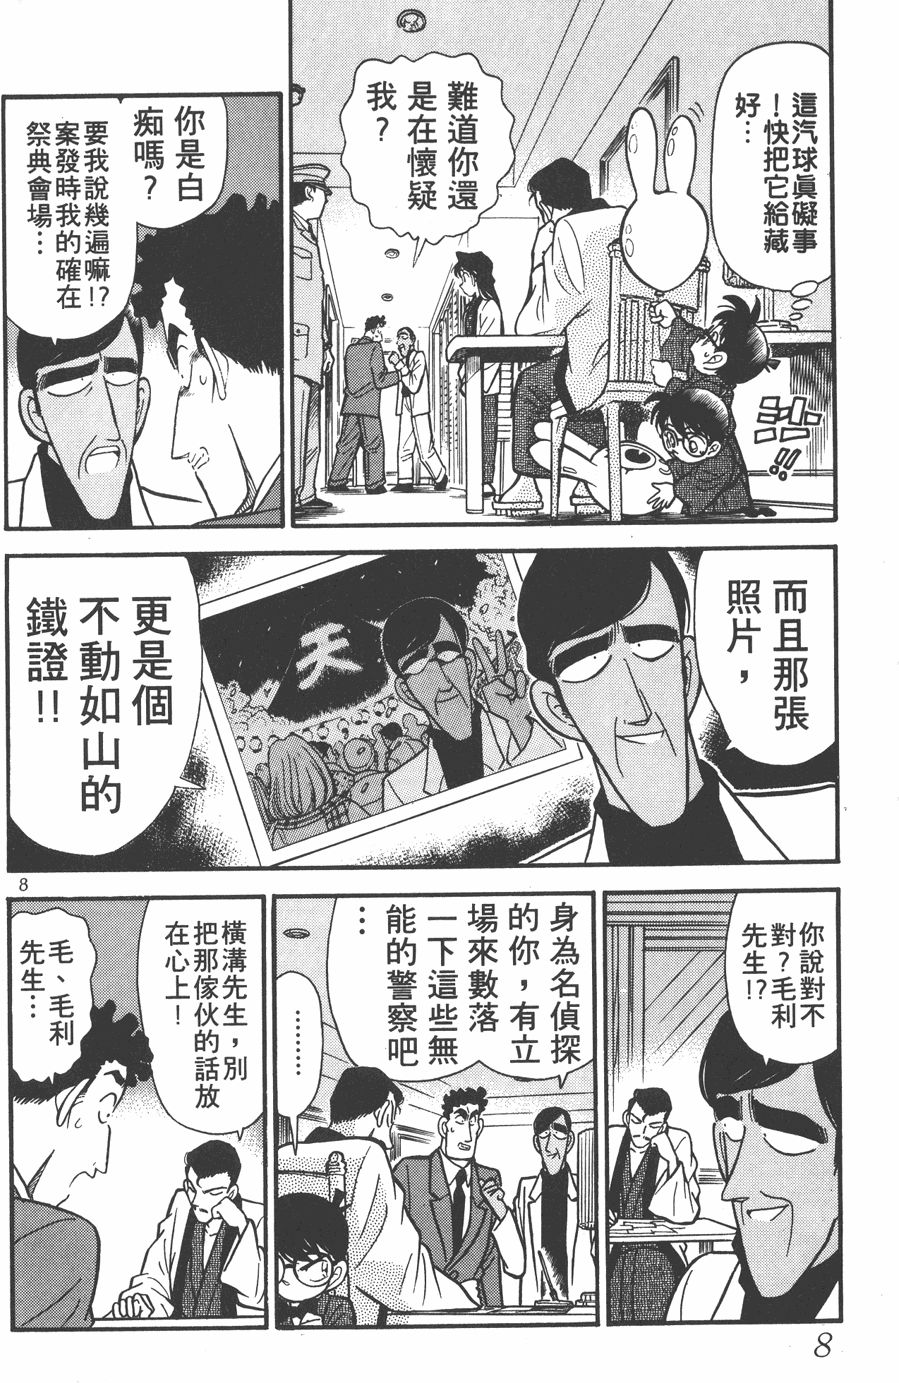 這汽球眞礙事
！快把它給藏
好…
難道你還
是在懷疑
我？
ㄅㄧㄤ!!
你是白
痴嗎？
要我說幾遍嘛!?
案發時我的確在
祭典會場…
而且那張
照片，
天
更是個
不動如山的
鐵證!!
你說對不
對？毛利
先生!?
身為名偵探
的你，有立
場來數落
一下這些無
能的警察吧
…
………
橫溝先生，別
把那傢伙的話放
在心上！
毛、毛利
先生…
8
8